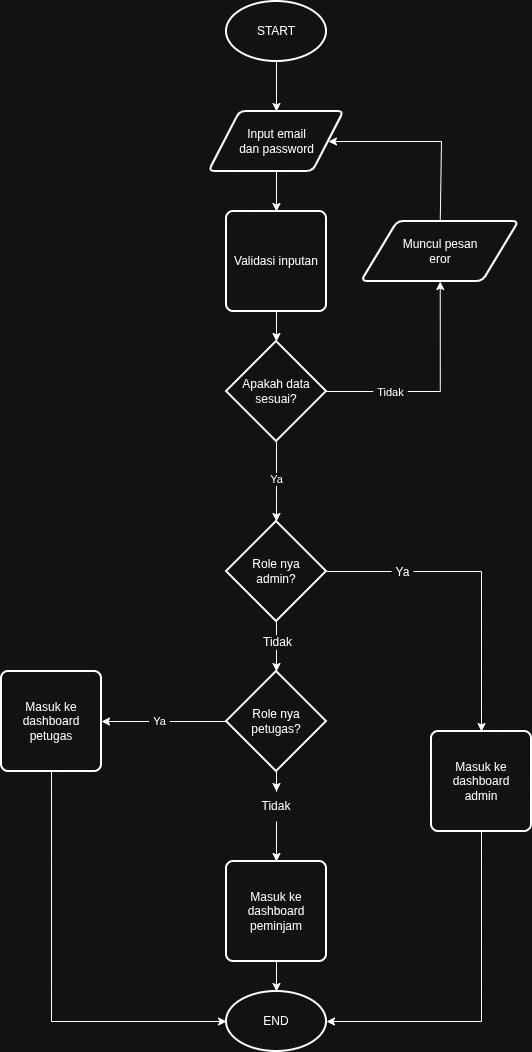 START
Input email
dan password
Muncul pesan
eror
Validasi inputan
Apakah data
sesuai?
Tidak
Ya
Role nya
admin?
Ya
Tidak
Masuk ke
dashboard
petugas
Ya
Role nya
petugas?
Masuk ke
dashboard
admin
Tidak
Masuk ke
dashboard
peminjam
END